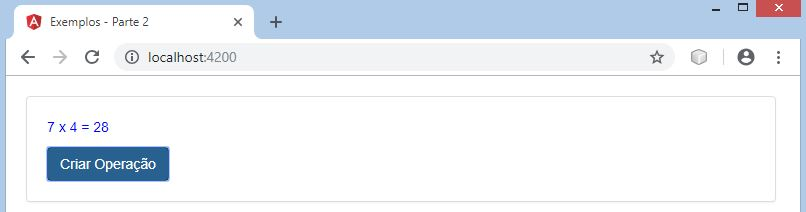 Exemplos - Parte 2
localhost:4200
7 x 4 = 28
Criar Operação